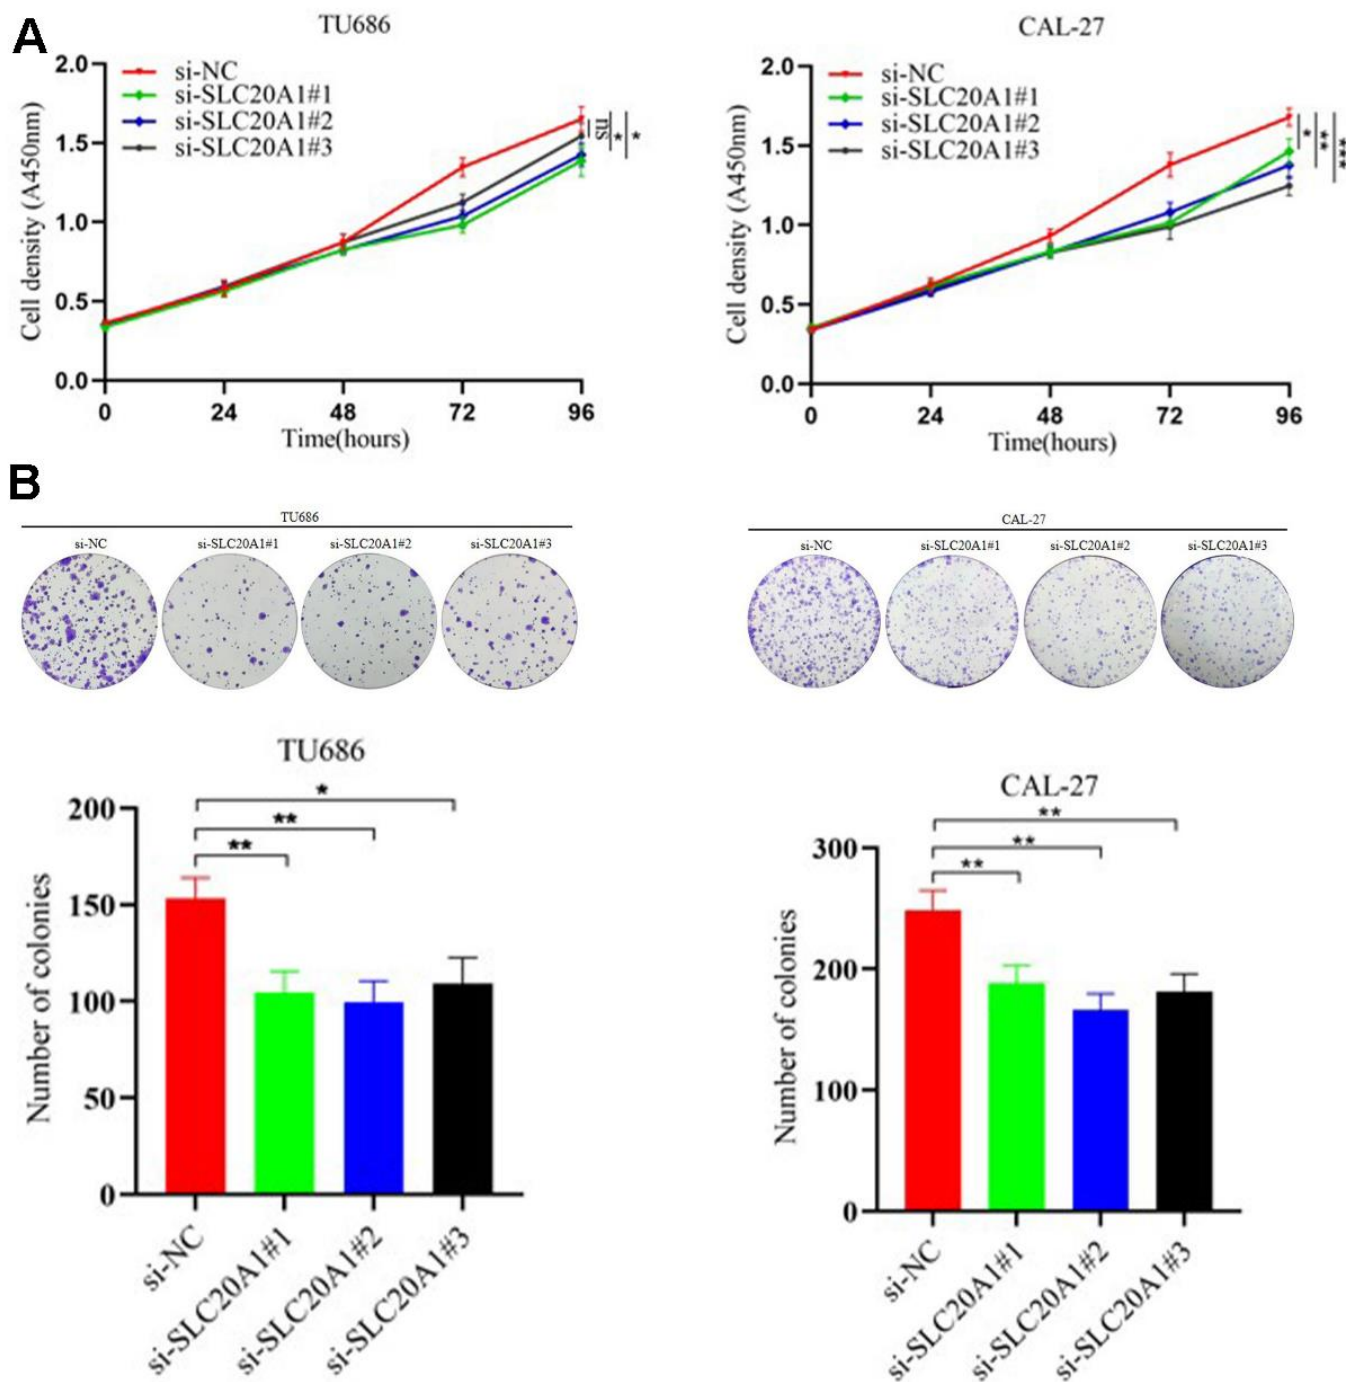 A
TU686
2.0
1.5
1.0
0.5
0.0
Cell density (A450nm)
si-NC
si-SLC20A1#1
si-SLC20A1#2
si-SLC20A1#3
ns
*
*
0 24 48 72 96
Time(hours)
CAL-27
2.0
1.5
1.0
0.5
0.0
Cell density (A450nm)
si-NC
si-SLC20A1#1
si-SLC20A1#2
si-SLC20A1#3
*
**
***
0 24 48 72 96
Time(hours)
B
TU686
si-NC si-SLC20A1#1 si-SLC20A1#2 si-SLC20A1#3
CAL-27
si-NC si-SLC20A1#1 si-SLC20A1#2 si-SLC20A1#3
TU686
200
150
100
50
0
Number of colonies
*
**
**
si-NC
si-SLC20A1#1
si-SLC20A1#2
si-SLC20A1#3
CAL-27
300
200
100
0
Number of colonies
**
**
**
si-NC
si-SLC20A1#1
si-SLC20A1#2
si-SLC20A1#3